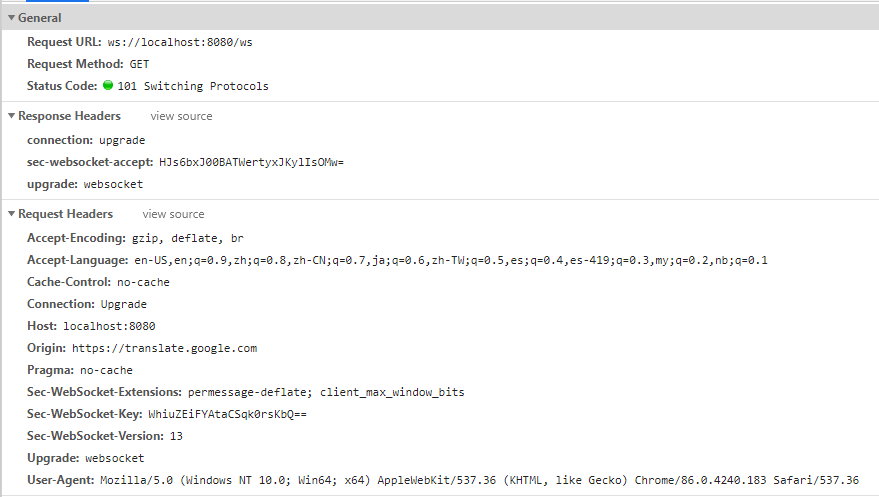 General
Request URL: ws://localhost:8080/ws
Request Method: GET
Status Code: 101 Switching Protocols
Response Headers view source
connection: upgrade
sec-websocket-accept: HJs6bxJ00BATWertyxJKylIsOMw=
upgrade: websocket
Request Headers view source
Accept-Encoding: gzip, deflate, br
Accept-Language: en-US,en;q=0.9,zh;q=0.8,zh-CN;q=0.7,ja;q=0.6,zh-TW;q=0.5,es;q=0.4,es-419;q=0.3,my;q=0.2,nb;q=0.1
Cache-Control: no-cache
Connection: Upgrade
Host: localhost:8080
Origin: https://translate.google.com
Pragma: no-cache
Sec-WebSocket-Extensions: permessage-deflate; client_max_window_bits
Sec-WebSocket-Key: WhiuZEiFYAtaCSqk0rsKbQ==
Sec-WebSocket-Version: 13
Upgrade: websocket
User-Agent: Mozilla/5.0 (Windows NT 10.0; Win64; x64) AppleWebKit/537.36 (KHTML, like Gecko) Chrome/86.0.4240.183 Safari/537.36